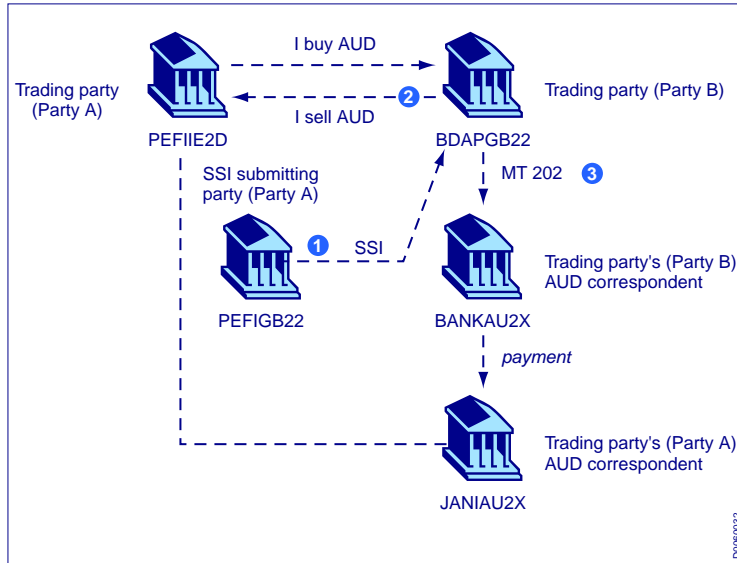 I buy AUD
Trading party
(Party A)
2
Trading party (Party B)
I sell AUD
PEFIIE2D
BDAPGB22
SSI submitting
party (Party A)
MT 202
3
1
SSI
Trading party's (Party B)
AUD correspondent
PEFIGB22
BANKAU2X
payment
Trading party's (Party A)
AUD correspondent
JANIAU2X
D0060032